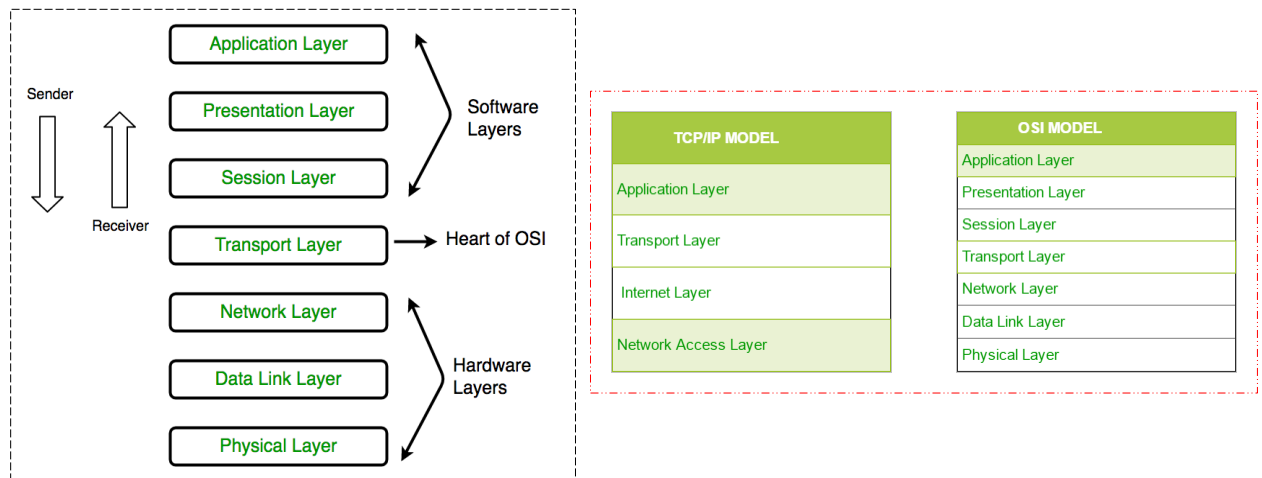 Application Layer
Sender
Presentation Layer
Software
Layers
Session Layer
Receiver
Transport Layer
Heart of OSI
Network Layer
Hardware
Layers
Data Link Layer
Physical Layer
TCP/IP MODEL
Application Layer
Transport Layer
Internet Layer
Network Access Layer
OSI MODEL
Application Layer
Presentation Layer
Session Layer
Transport Layer
Network Layer
Data Link Layer
Physical Layer